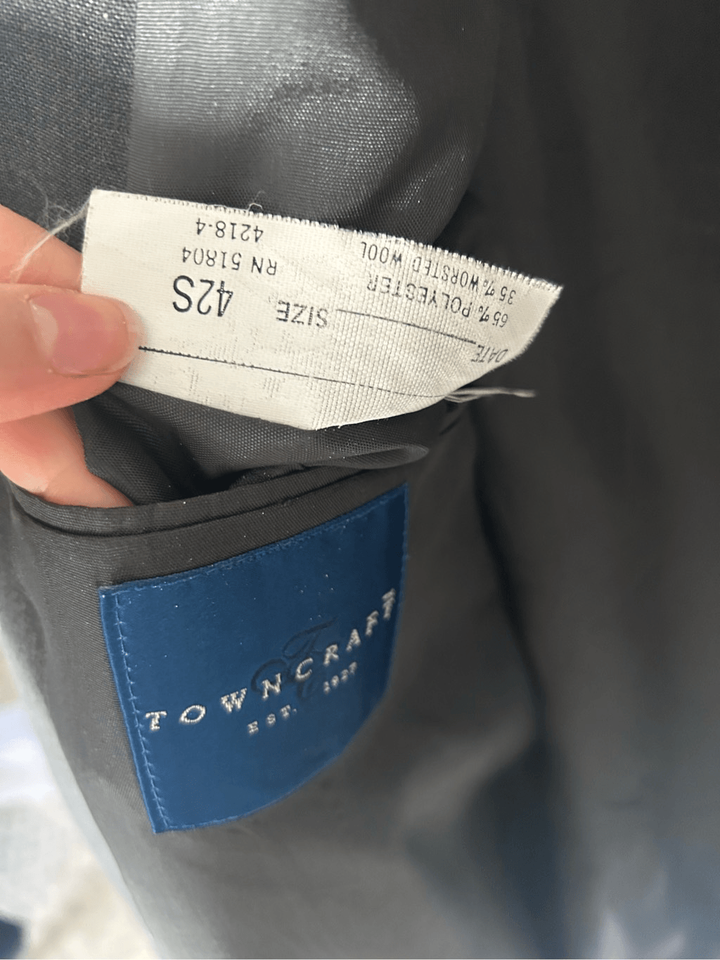 DATE
65% POLYESTER
35% WORSTED WOOL
SIZE 42S
RN 51804
4218-4
TOWNCRAFT
EST. 1927